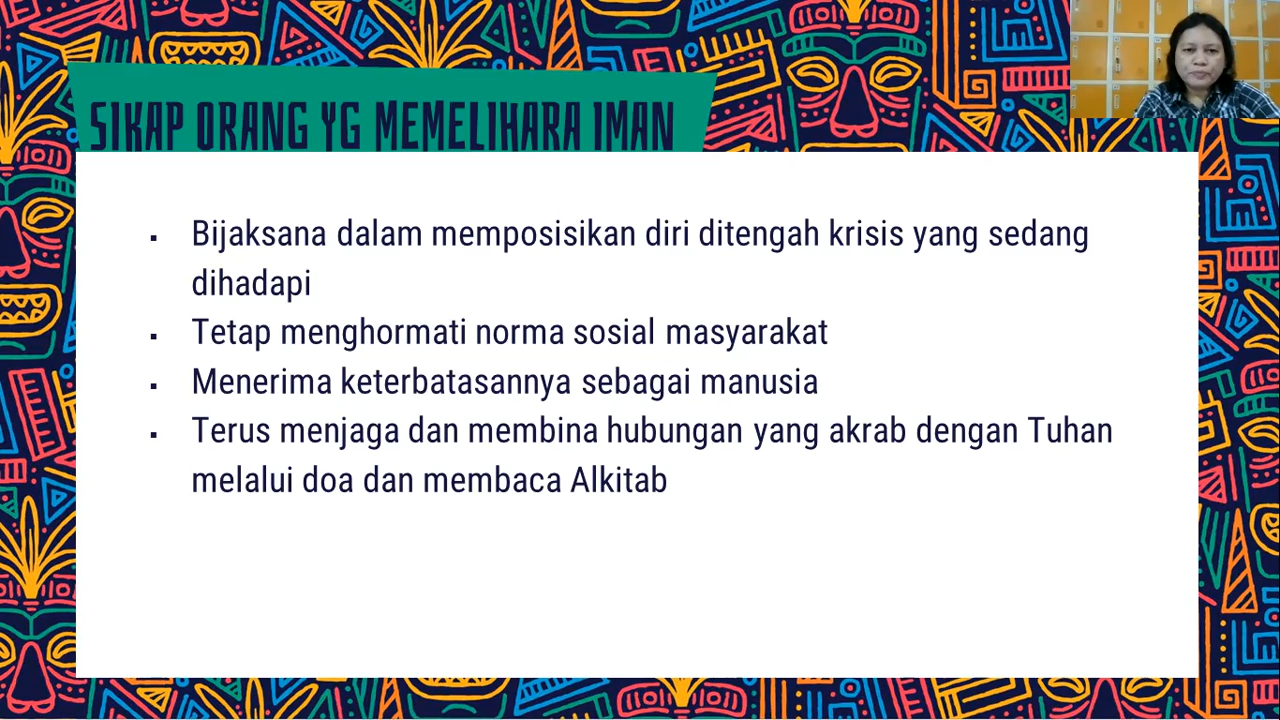 SIKAP ORANG YG MEMELIHARA IMAN
▪ Bijaksana dalam memposisikan diri ditengah krisis yang sedang
dihadapi
▪ Tetap menghormati norma sosial masyarakat
▪ Menerima keterbatasannya sebagai manusia
▪ Terus menjaga dan membina hubungan yang akrab dengan Tuhan
melalui doa dan membaca Alkitab